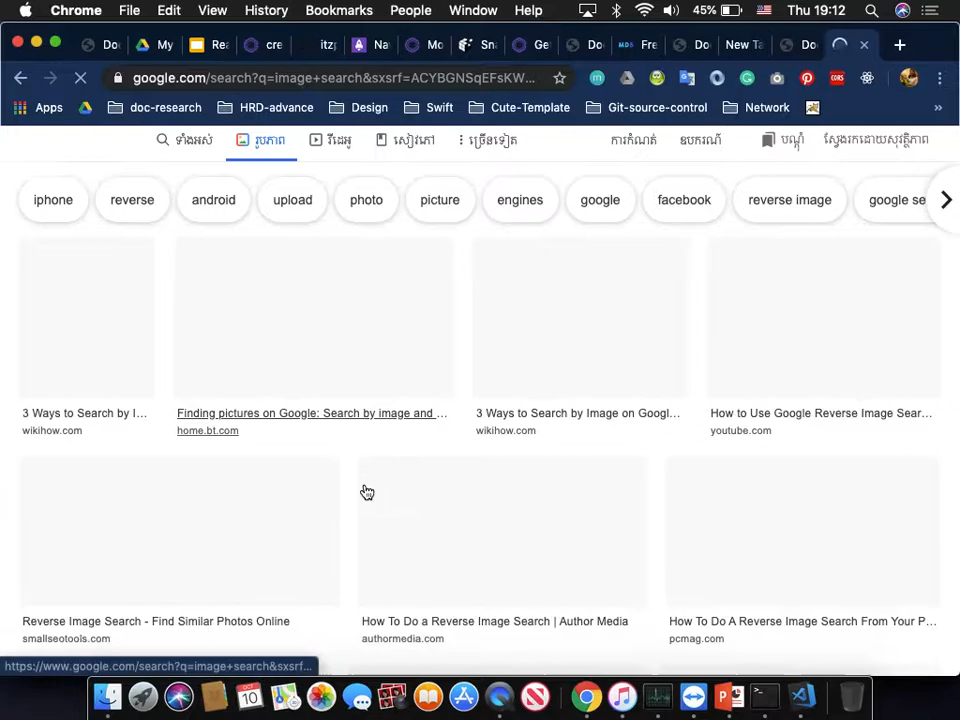 Chrome File Edit View History Bookmarks People Window Help 45% Thu 19:12
Do My Rea cre itz Na Mo Sna Ge Do MDB Fre Do New Ta Do
google.com/search?q=image+search&sxsrf=ACYBGNSqEFsKW...
Apps doc-research HRD-advance Design Swift Cute-Template Git-source-control Network »
ទាំងអស់ រូបភាព វីដេអូ សៀវភៅ ច្រើនទៀត ការកំណត់ ឧបករណ៍ បណ្ដុំ ស្វែងរកដោយសុវត្ថិភាព
iphone reverse android upload photo picture engines google facebook reverse image google se
3 Ways to Search by I... Finding pictures on Google: Search by image and ... 3 Ways to Search by Image on Googl... How to Use Google Reverse Image Sear...
wikihow.com home.bt.com wikihow.com youtube.com
Reverse Image Search - Find Similar Photos Online How To Do a Reverse Image Search | Author Media How To Do A Reverse Image Search From Your P...
smallseotools.com authormedia.com pcmag.com
https://www.google.com/search?q=image+search&sxsrf...
OCT
10